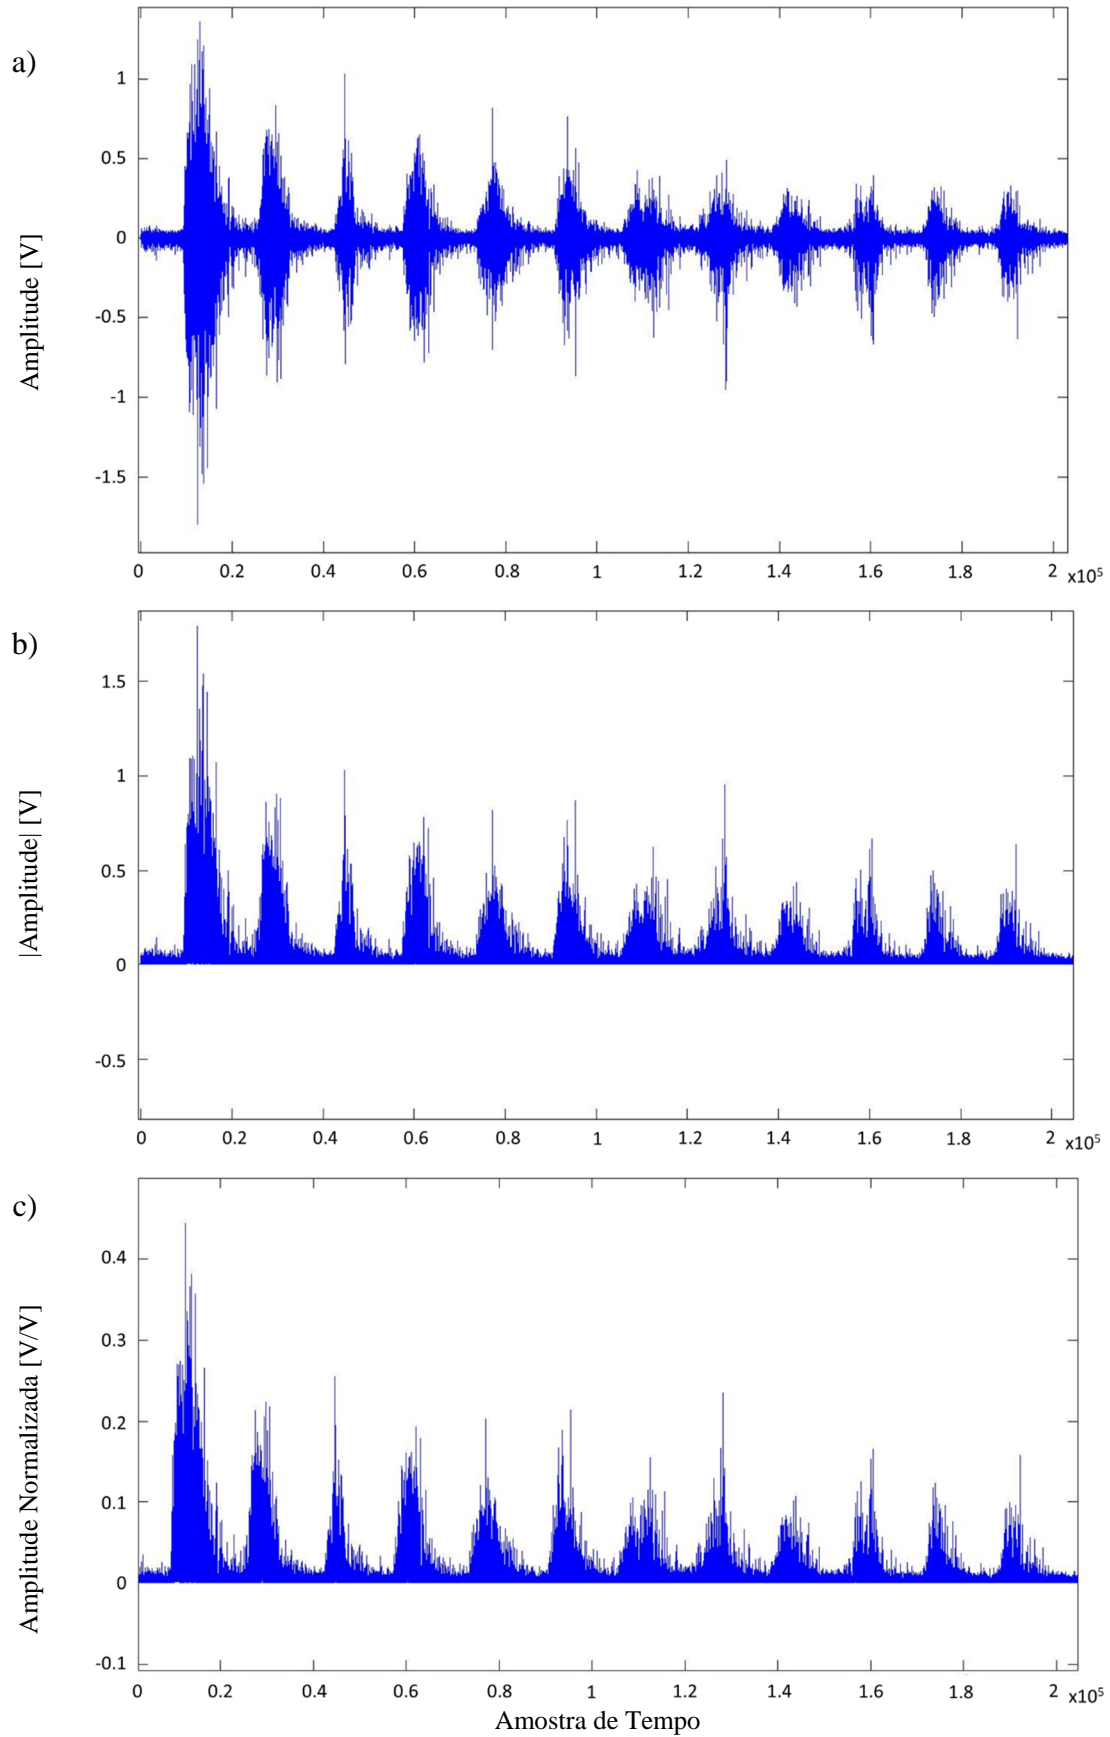 a)
Amplitude [V]
1
0.5
0
-0.5
-1
-1.5
0 0.2 0.4 0.6 0.8 1 1.2 1.4 1.6 1.8 2 x10⁵
b)
|Amplitude| [V]
1.5
1
0.5
0
-0.5
0 0.2 0.4 0.6 0.8 1 1.2 1.4 1.6 1.8 2 x10⁵
c)
Amplitude Normalizada [V/V]
0.4
0.3
0.2
0.1
0
-0.1
0 0.2 0.4 0.6 0.8 1 1.2 1.4 1.6 1.8 2 x10⁵
Amostra de Tempo